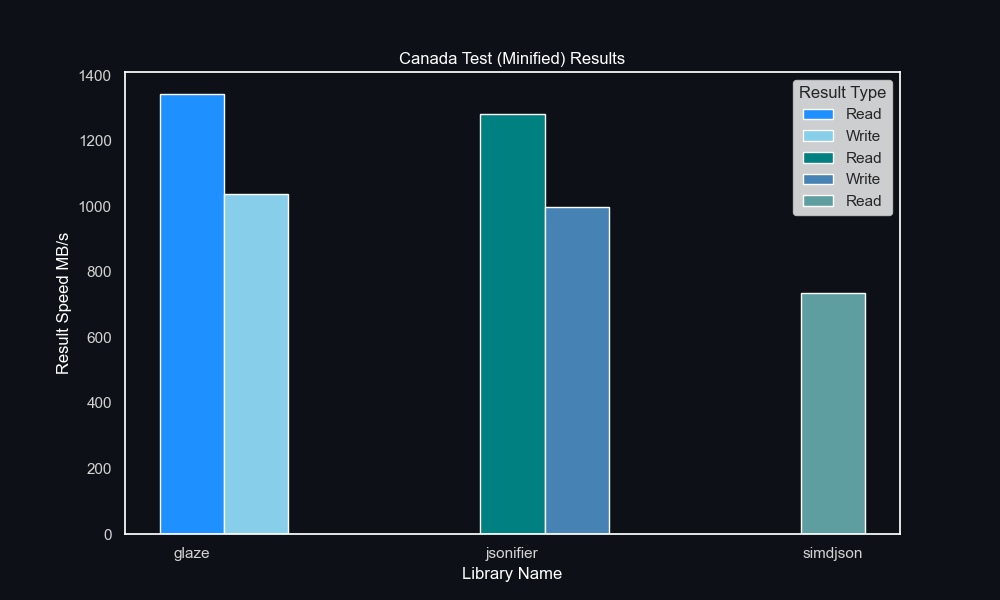 Canada Test (Minified) Results
1400
1200
1000
800
600
400
200
0
Result Speed MB/s
Result Type
Read
Write
Read
Write
Read
glaze
jsonifier
simdjson
Library Name